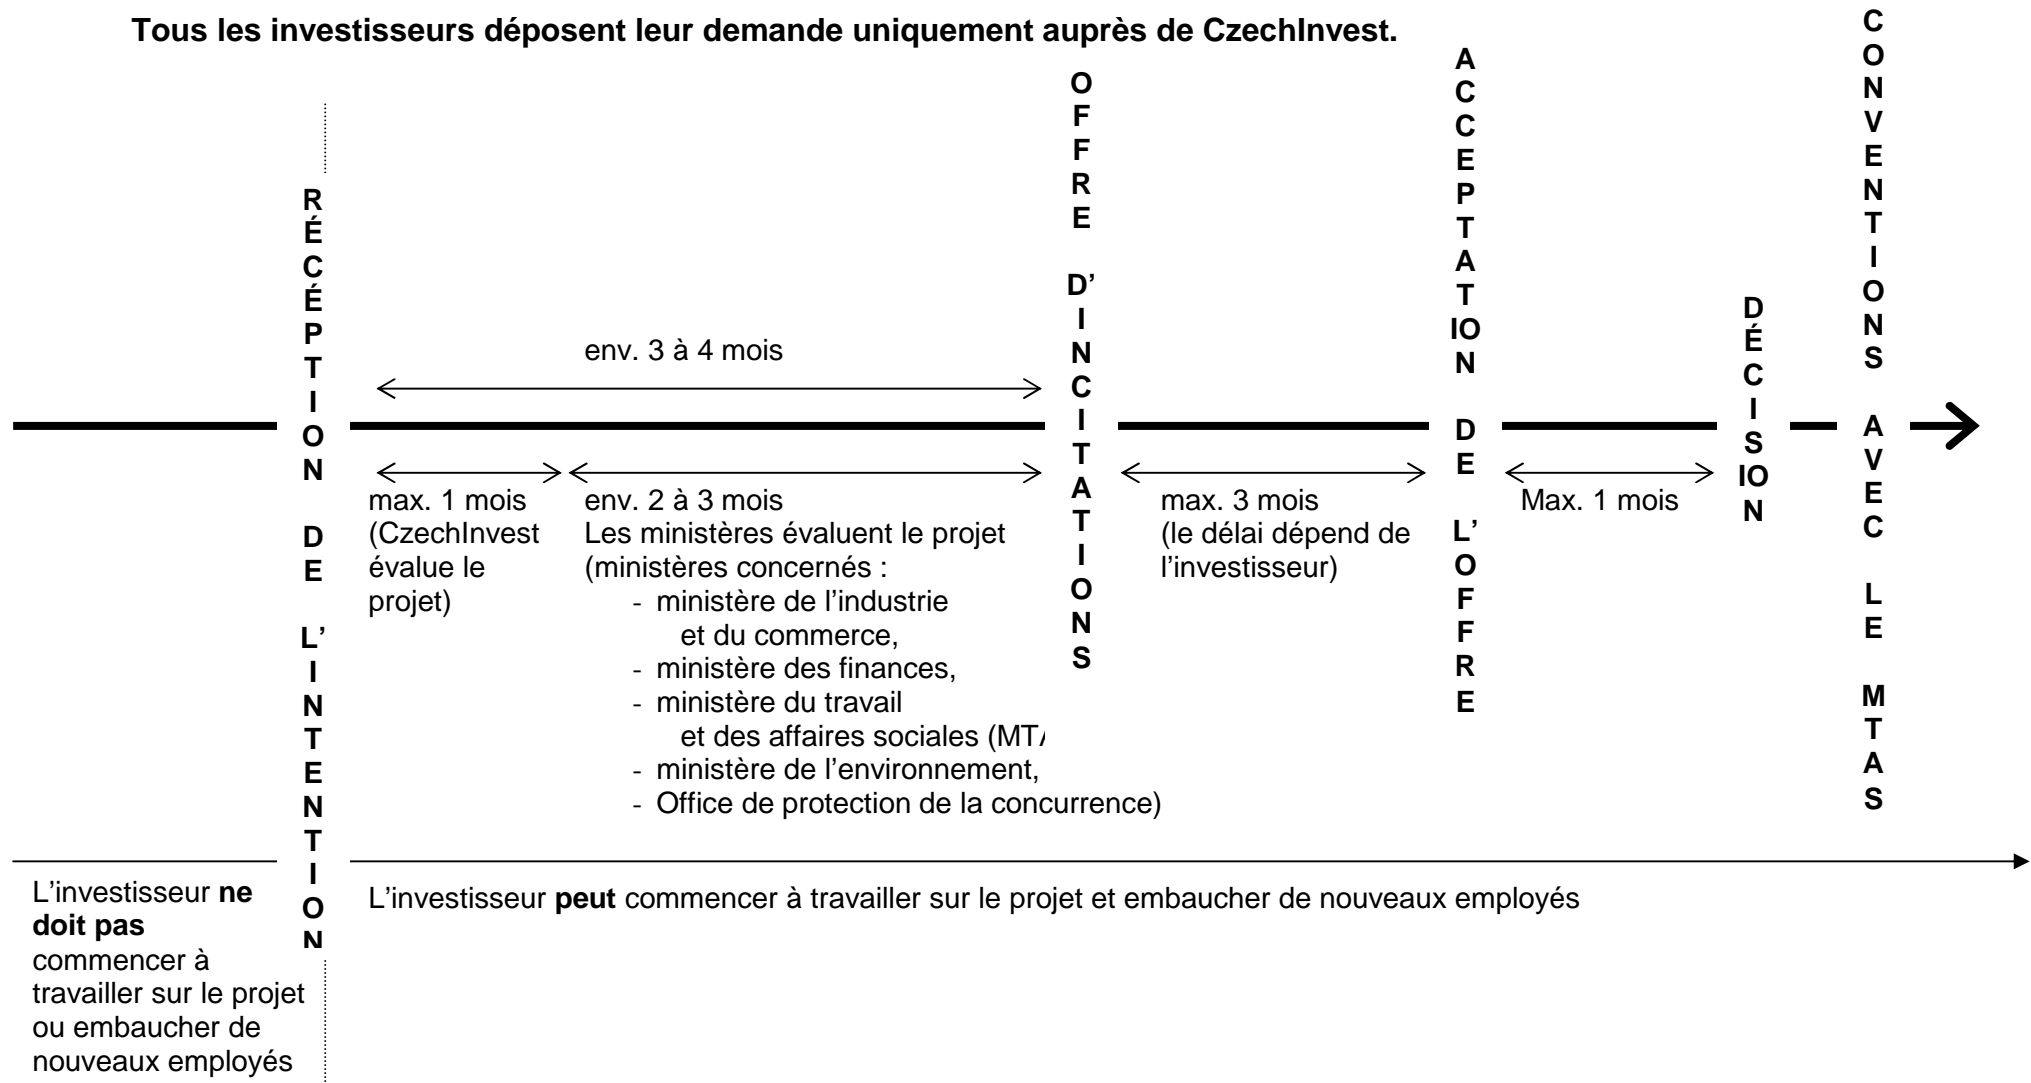 Tous les investisseurs déposent leur demande uniquement auprès de CzechInvest.
RÉCÉPTION DE L’INTENTION
OFFRE D’INCITATIONS
ACCEPTATION DE L’OFFRE
DÉCISION
CONVENTIONS AVEC LE MTAS
env. 3 à 4 mois
max. 1 mois
(CzechInvest
évalue le
projet)
env. 2 à 3 mois
Les ministères évaluent le projet
(ministères concernés :
- ministère de l’industrie
et du commerce,
- ministère des finances,
- ministère du travail
et des affaires sociales (MTA
- ministère de l’environnement,
- Office de protection de la concurrence)
max. 3 mois
(le délai dépend de
l’investisseur)
Max. 1 mois
L’investisseur ne
doit pas
commencer à
travailler sur le projet
ou embaucher de
nouveaux employés
L’investisseur peut commencer à travailler sur le projet et embaucher de nouveaux employés